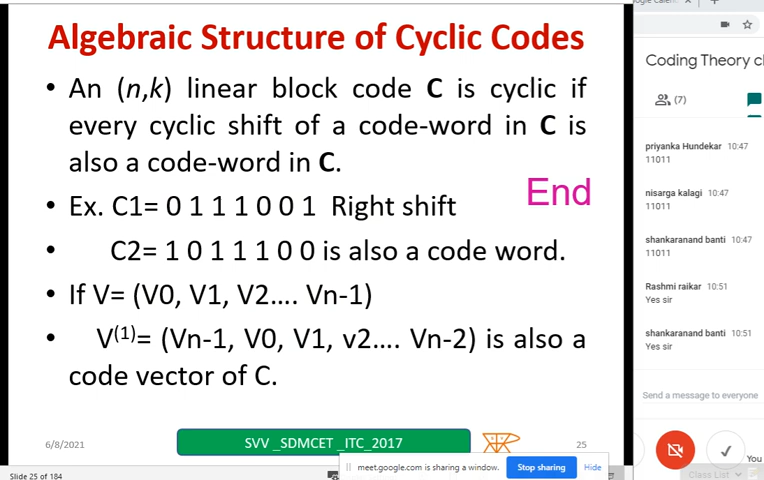 Algebraic Structure of Cyclic Codes
• An (n,k) linear block code C is cyclic if
every cyclic shift of a code-word in C is
also a code-word in C.
End
• Ex. C1= 0 1 1 1 0 0 1 Right shift
• C2= 1 0 1 1 1 0 0 is also a code word.
• If V= (V0, V1, V2.... Vn-1)
• V(1)= (Vn-1, V0, V1, v2.... Vn-2) is also a
code vector of C.
6/8/2021
SVV _SDMCET _ITC_2017
25
Slide 25 of 184
meet.google.com is sharing a window.
Stop sharing
Hide
Coding Theory cl
(7)
priyanka Hundekar 10:47
11011
nisarga kalagi 10:47
11011
shankaranand banti 10:47
11011
Rashmi raikar 10:51
Yes sir
shankaranand banti 10:51
Yes sir
Send a message to everyone
You
Class List